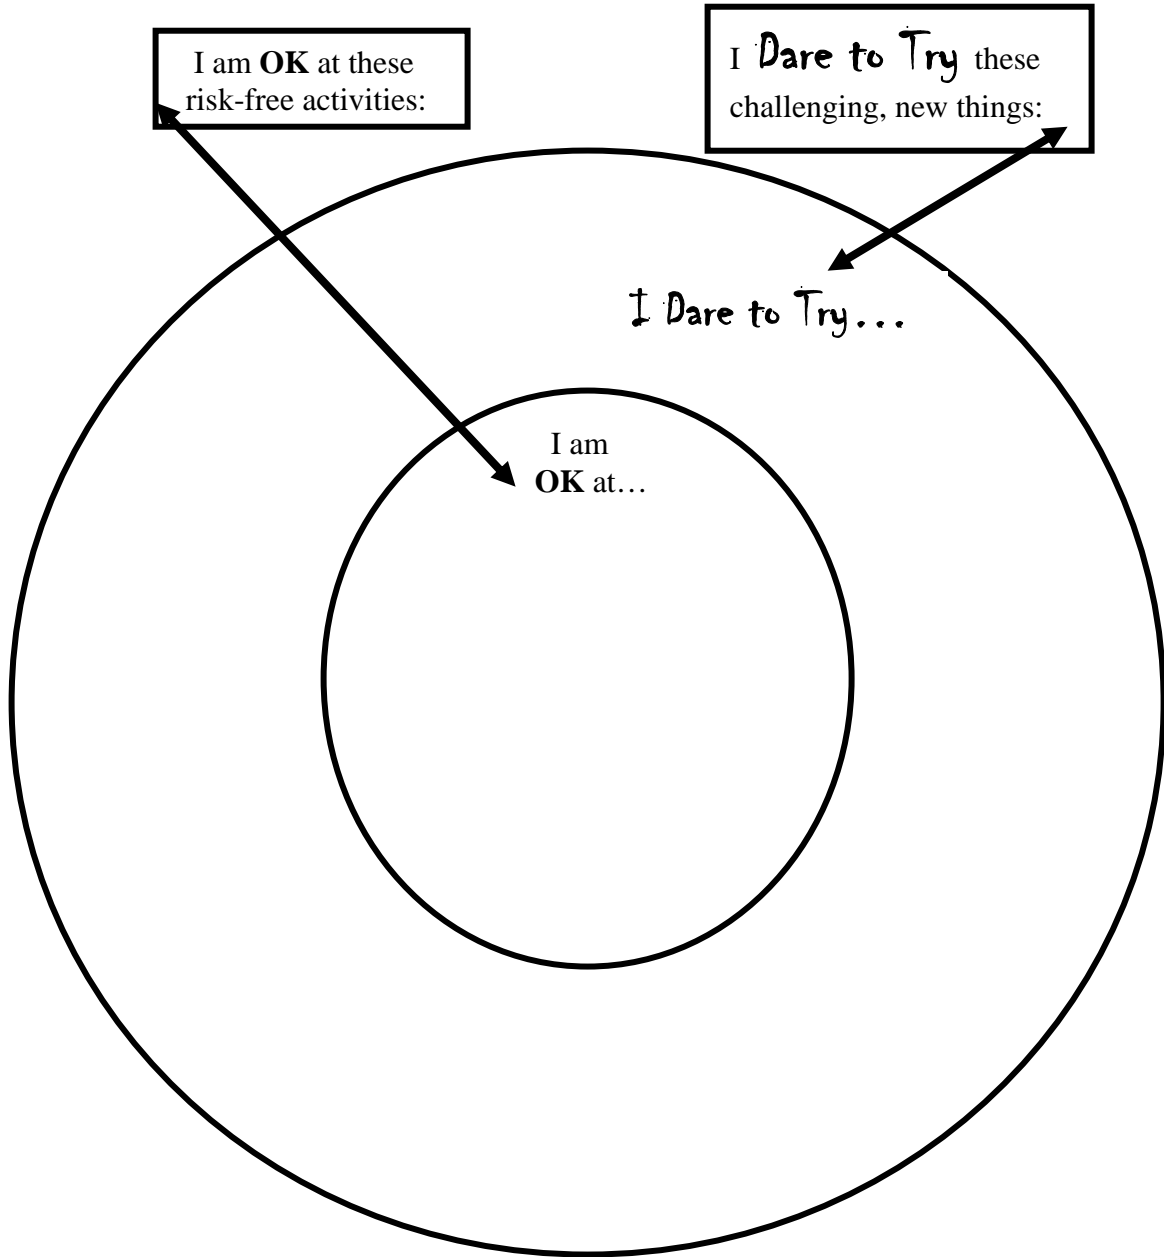 I am OK at these
risk-free activities:
I Dare to Try these
challenging, new things:
I Dare to Try...
I am
OK at…